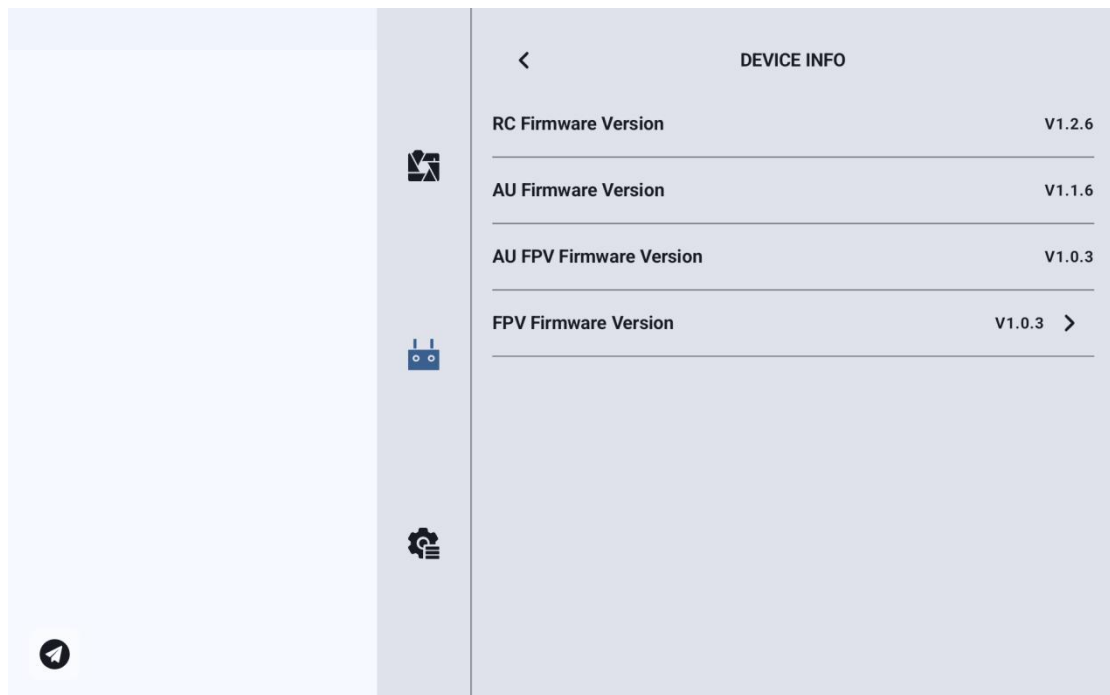 DEVICE INFO
RC Firmware Version V1.2.6
AU Firmware Version V1.1.6
AU FPV Firmware Version V1.0.3
FPV Firmware Version V1.0.3